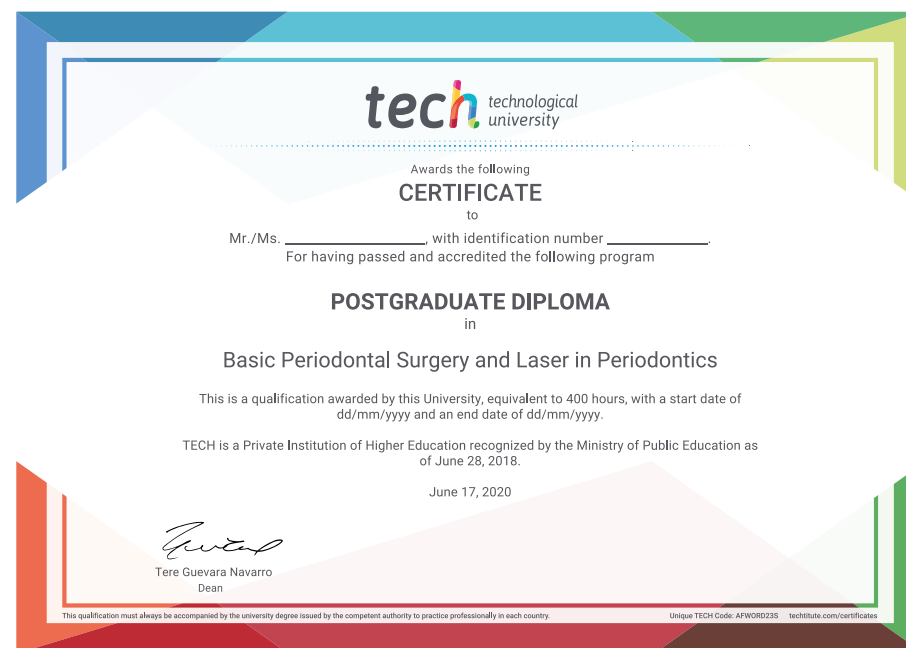 tech technological
university
Awards the following
CERTIFICATE
to
Mr./Ms. ____________________, with identification number ______________.
For having passed and accredited the following program
POSTGRADUATE DIPLOMA
in
Basic Periodontal Surgery and Laser in Periodontics
This is a qualification awarded by this University, equivalent to 400 hours, with a start date of
dd/mm/yyyy and an end date of dd/mm/yyyy.
TECH is a Private Institution of Higher Education recognized by the Ministry of Public Education as
of June 28, 2018.
June 17, 2020
Tere Guevara Navarro
Dean
This qualification must always be accompanied by the university degree issued by the competent authority to practice professionally in each country. Unique TECH Code: AFWORD23S techtitute.com/certificates